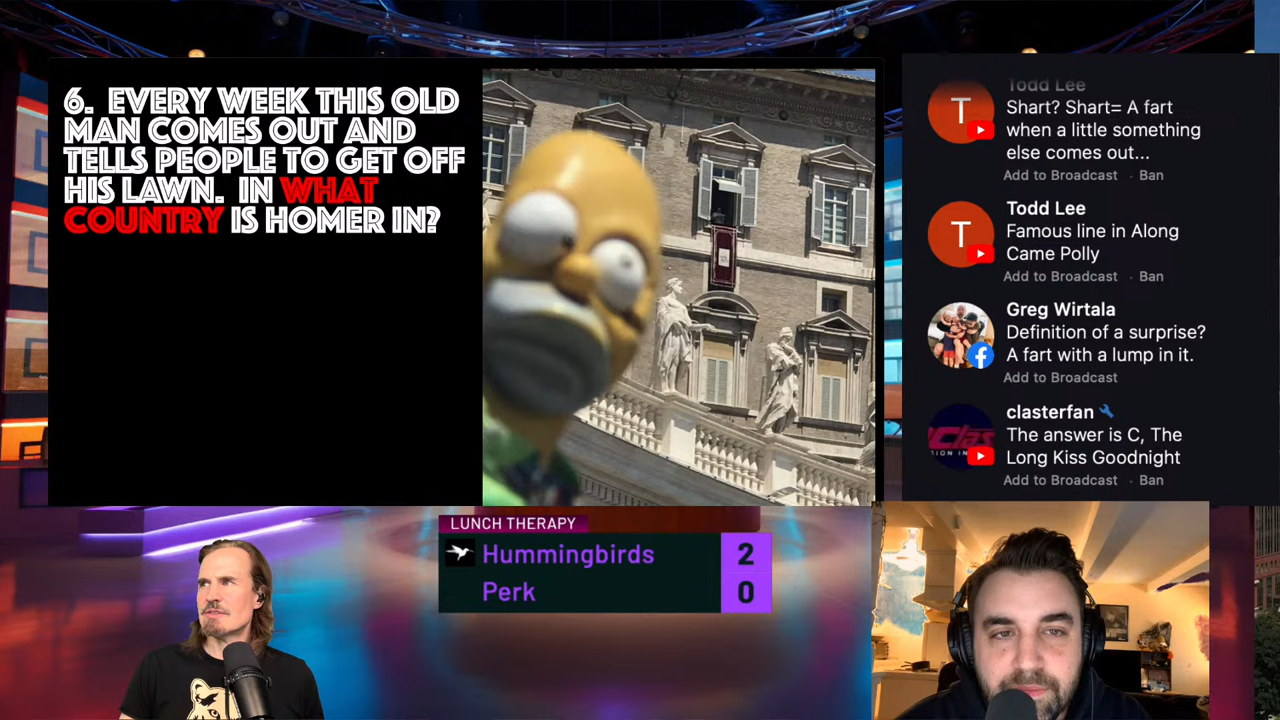 6. EVERY WEEK THIS OLD
MAN COMES OUT AND
TELLS PEOPLE TO GET OFF
HIS LAWN. IN WHAT
COUNTRY IS HOMER IN?
Todd Lee
T
Shart? Shart= A fart
when a little something
else comes out...
Add to Broadcast · Ban
Todd Lee
T
Famous line in Along
Came Polly
Add to Broadcast · Ban
Greg Wirtala
Definition of a surprise?
A fart with a lump in it.
Add to Broadcast
clasterfan
The answer is C, The
Long Kiss Goodnight
Add to Broadcast · Ban
LUNCH THERAPY
Hummingbirds 2
Perk 0